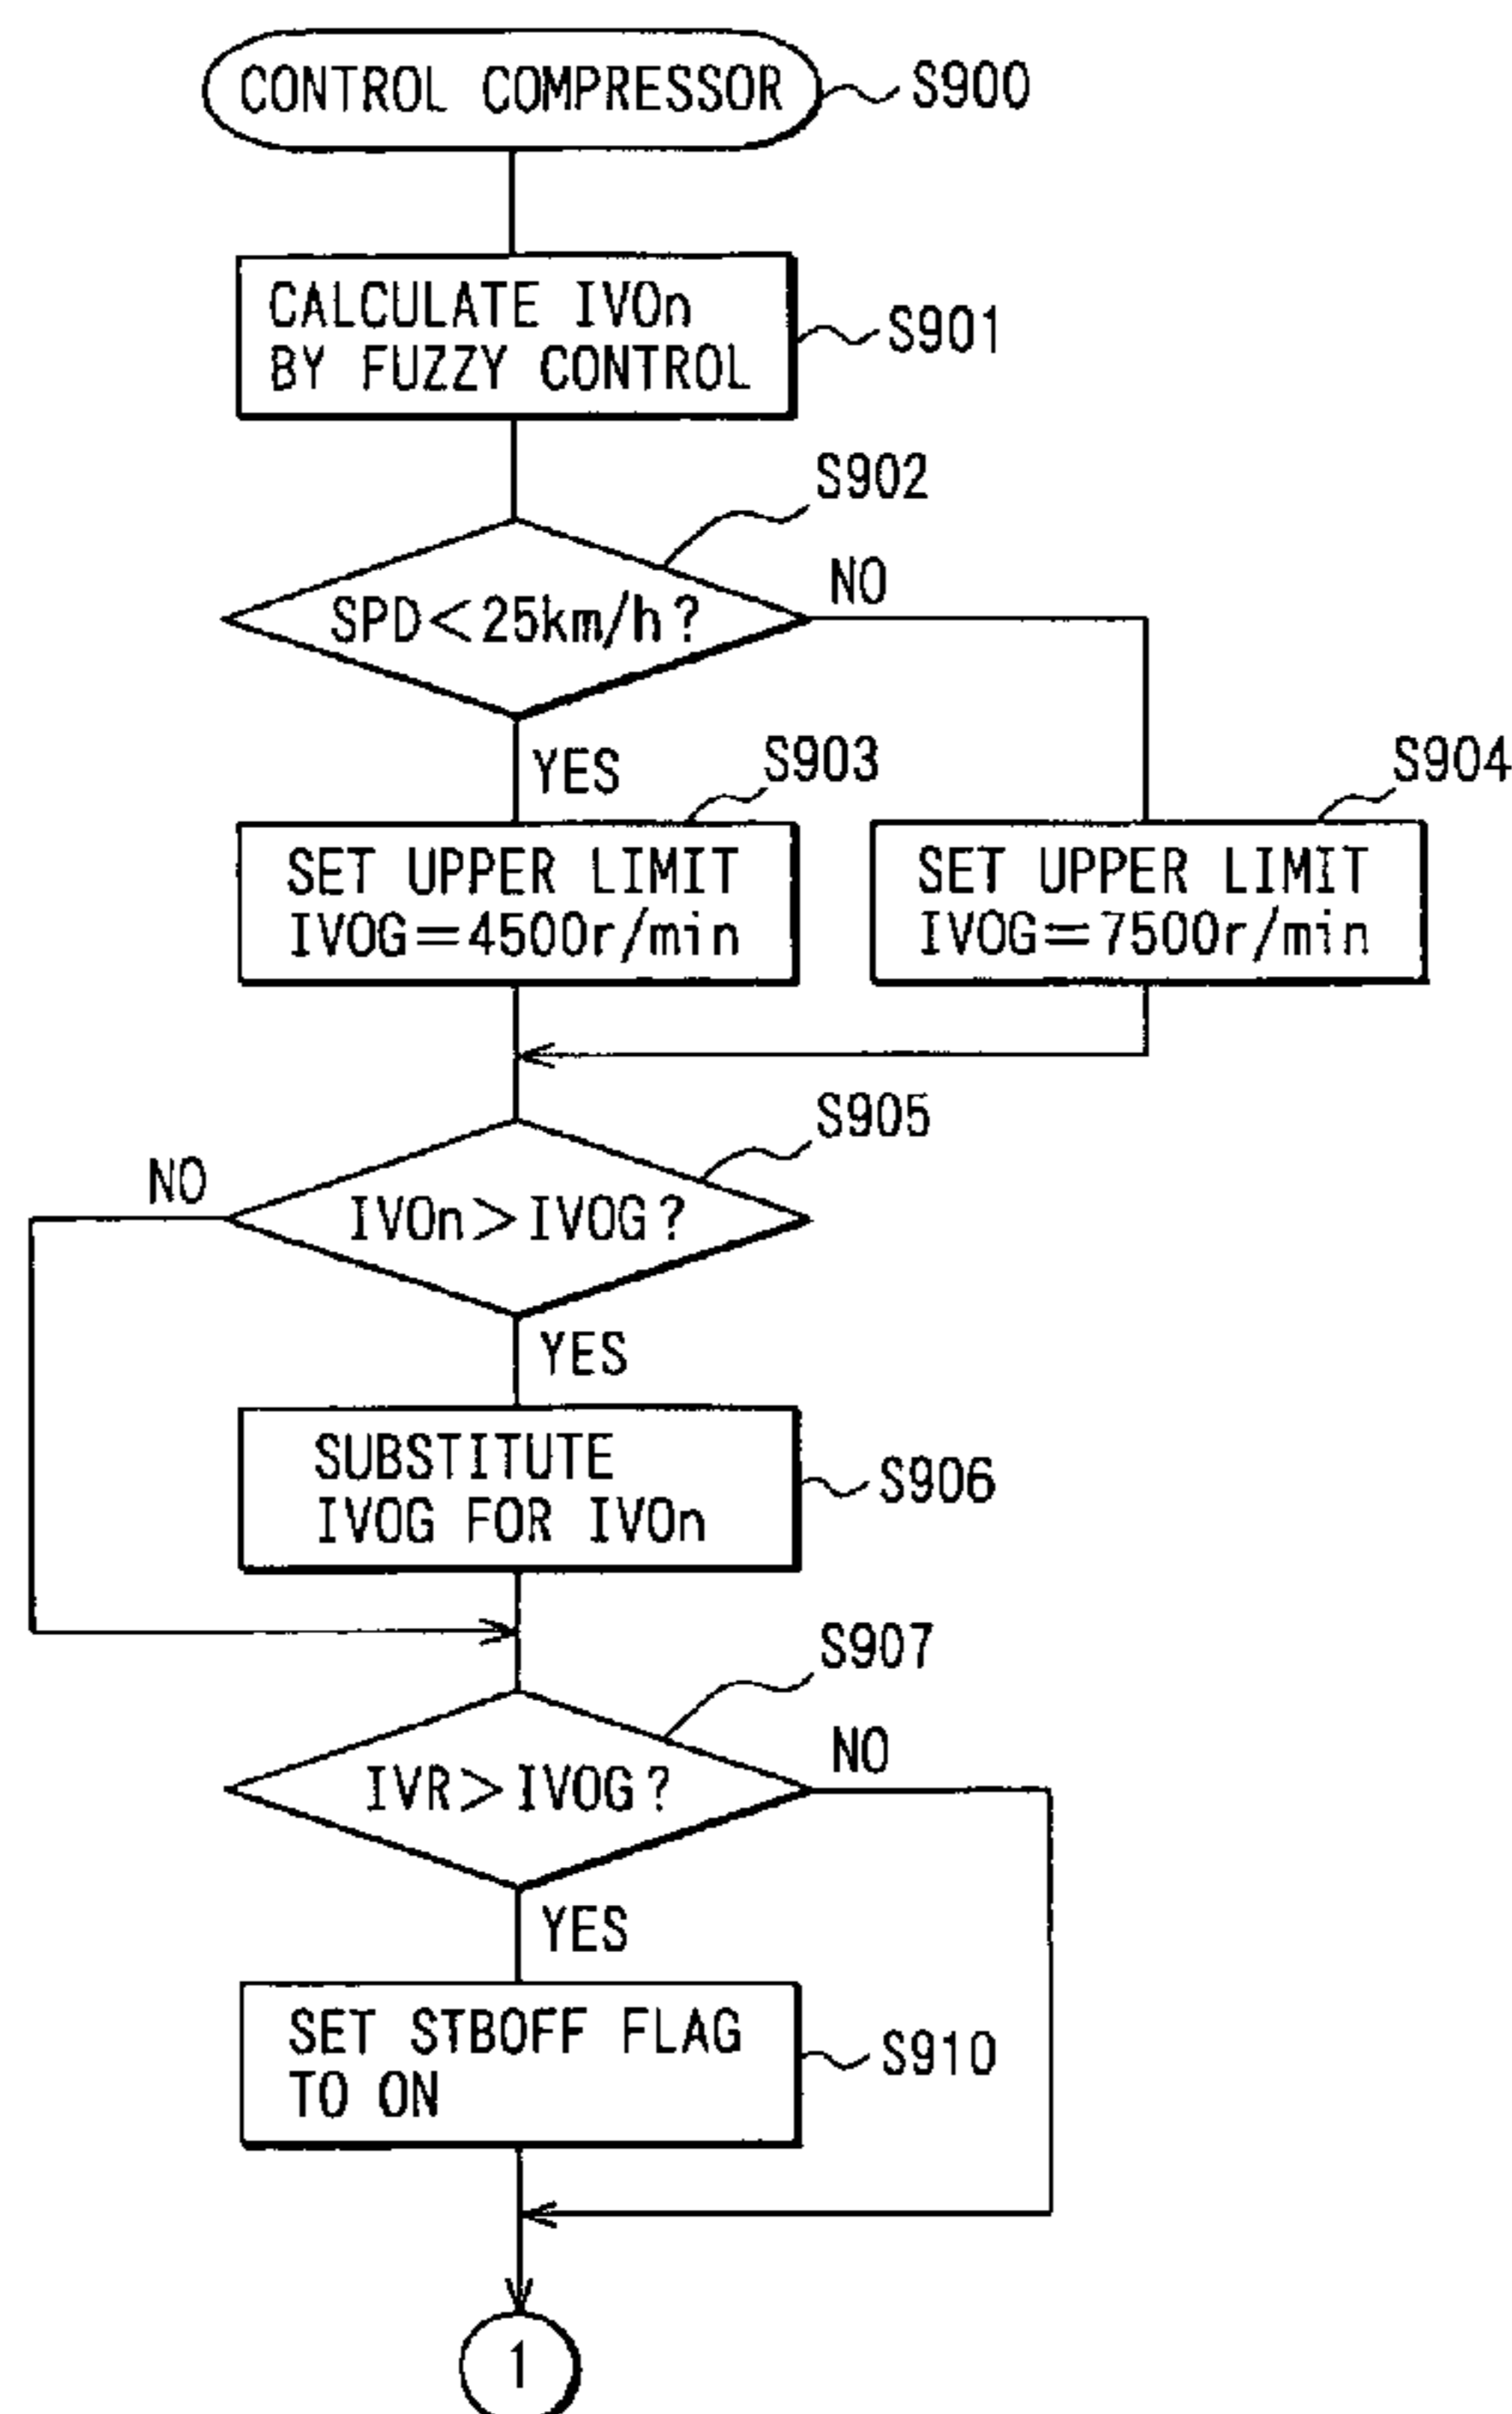 CONTROL COMPRESSOR
S900
CALCULATE IVOn
BY FUZZY CONTROL
S901
S902
SPD<25km/h?
NO
YES
S903
SET UPPER LIMIT
IVOG=4500r/min
S904
SET UPPER LIMIT
IVOG=7500r/min
S905
NO
IVOn>IVOG?
YES
SUBSTITUTE
IVOG FOR IVOn
S906
S907
IVR>IVOG?
NO
YES
SET STBOFF FLAG
TO ON
S910
1